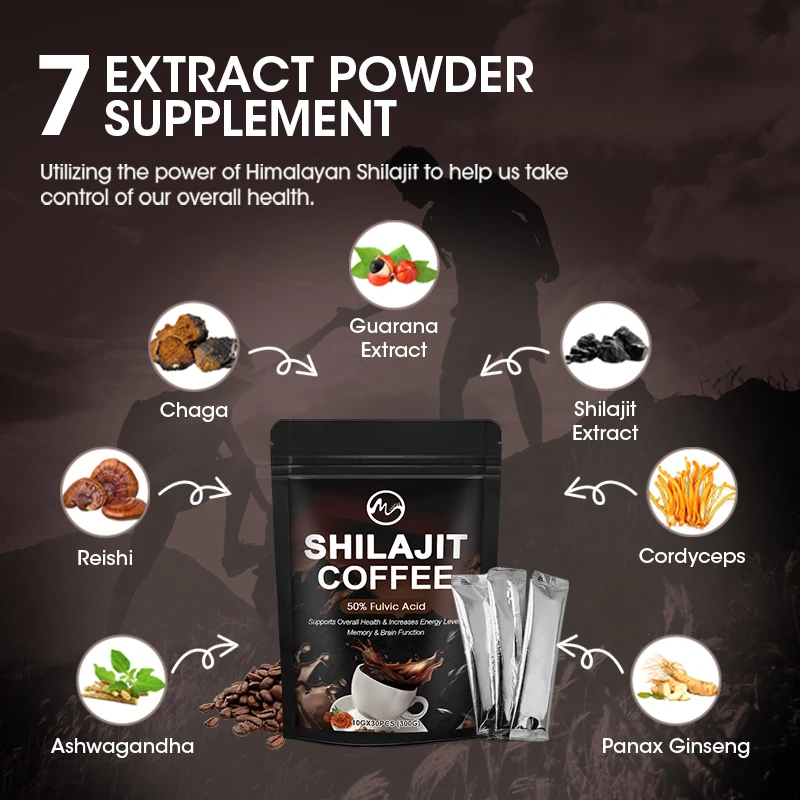 7 EXTRACT POWDER
SUPPLEMENT
Utilizing the power of Himalayan Shilajit to help us take
control of our overall health.
Guarana
Extract
Chaga
Shilajit
Extract
Reishi
Cordyceps
Ashwagandha
Panax Ginseng
M
SHILAJIT
COFFEE
50% Fulvic Acid
Supports Overall Health & Increases Energy
Memory & Brain Function
10GX30PCS (300G)